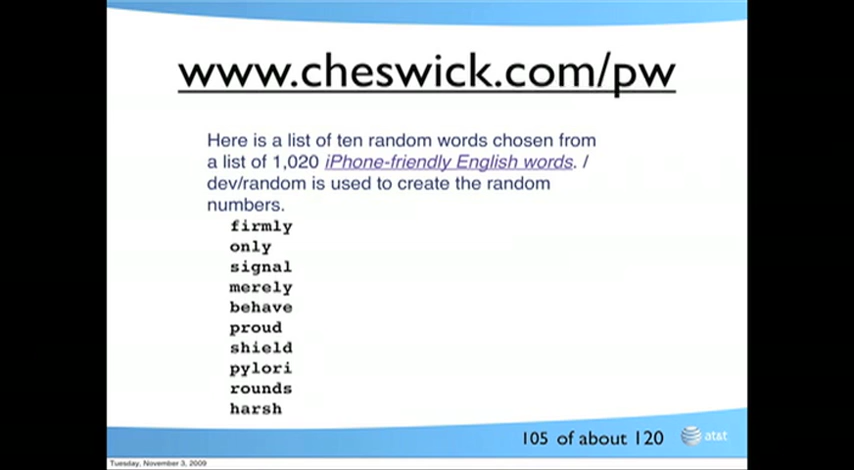 www.cheswick.com/pw
Here is a list of ten random words chosen from
a list of 1,020 iPhone-friendly English words. /
dev/random is used to create the random
numbers.
firmly
only
signal
merely
behave
proud
shield
pylori
rounds
harsh
105 of about 120
at&t
Tuesday, November 3, 2009